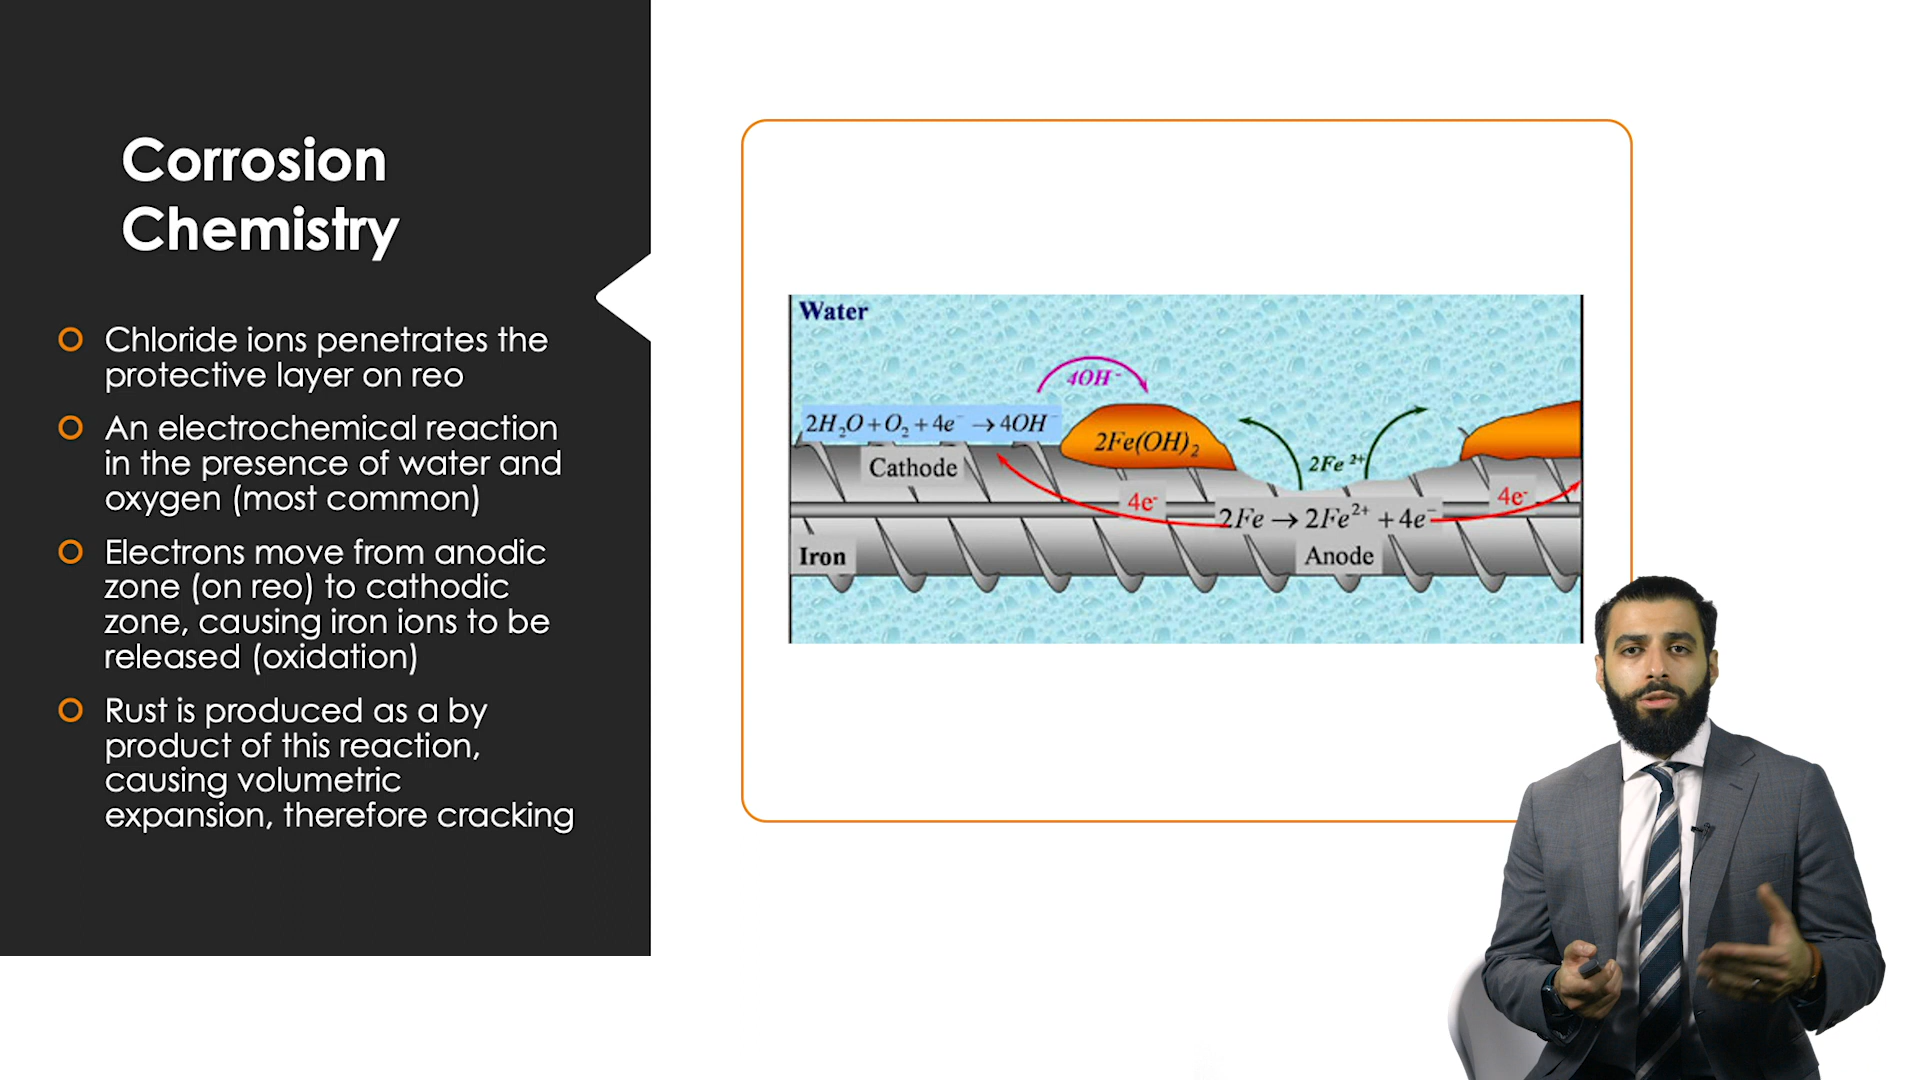 Corrosion
Chemistry
Chloride ions penetrates the
protective layer on reo
An electrochemical reaction
in the presence of water and
oxygen (most common)
Electrons move from anodic
zone (on reo) to cathodic
zone, causing iron ions to be
released (oxidation)
Rust is produced as a by
product of this reaction,
causing volumetric
expansion, therefore cracking
Water
4OH⁻
2H₂O+O₂+4e⁻ →4OH⁻
2Fe(OH)₂
Cathode
2Fe ²⁺
4e⁻
4e⁻
2Fe → 2Fe²⁺ +4e⁻
Iron
Anode